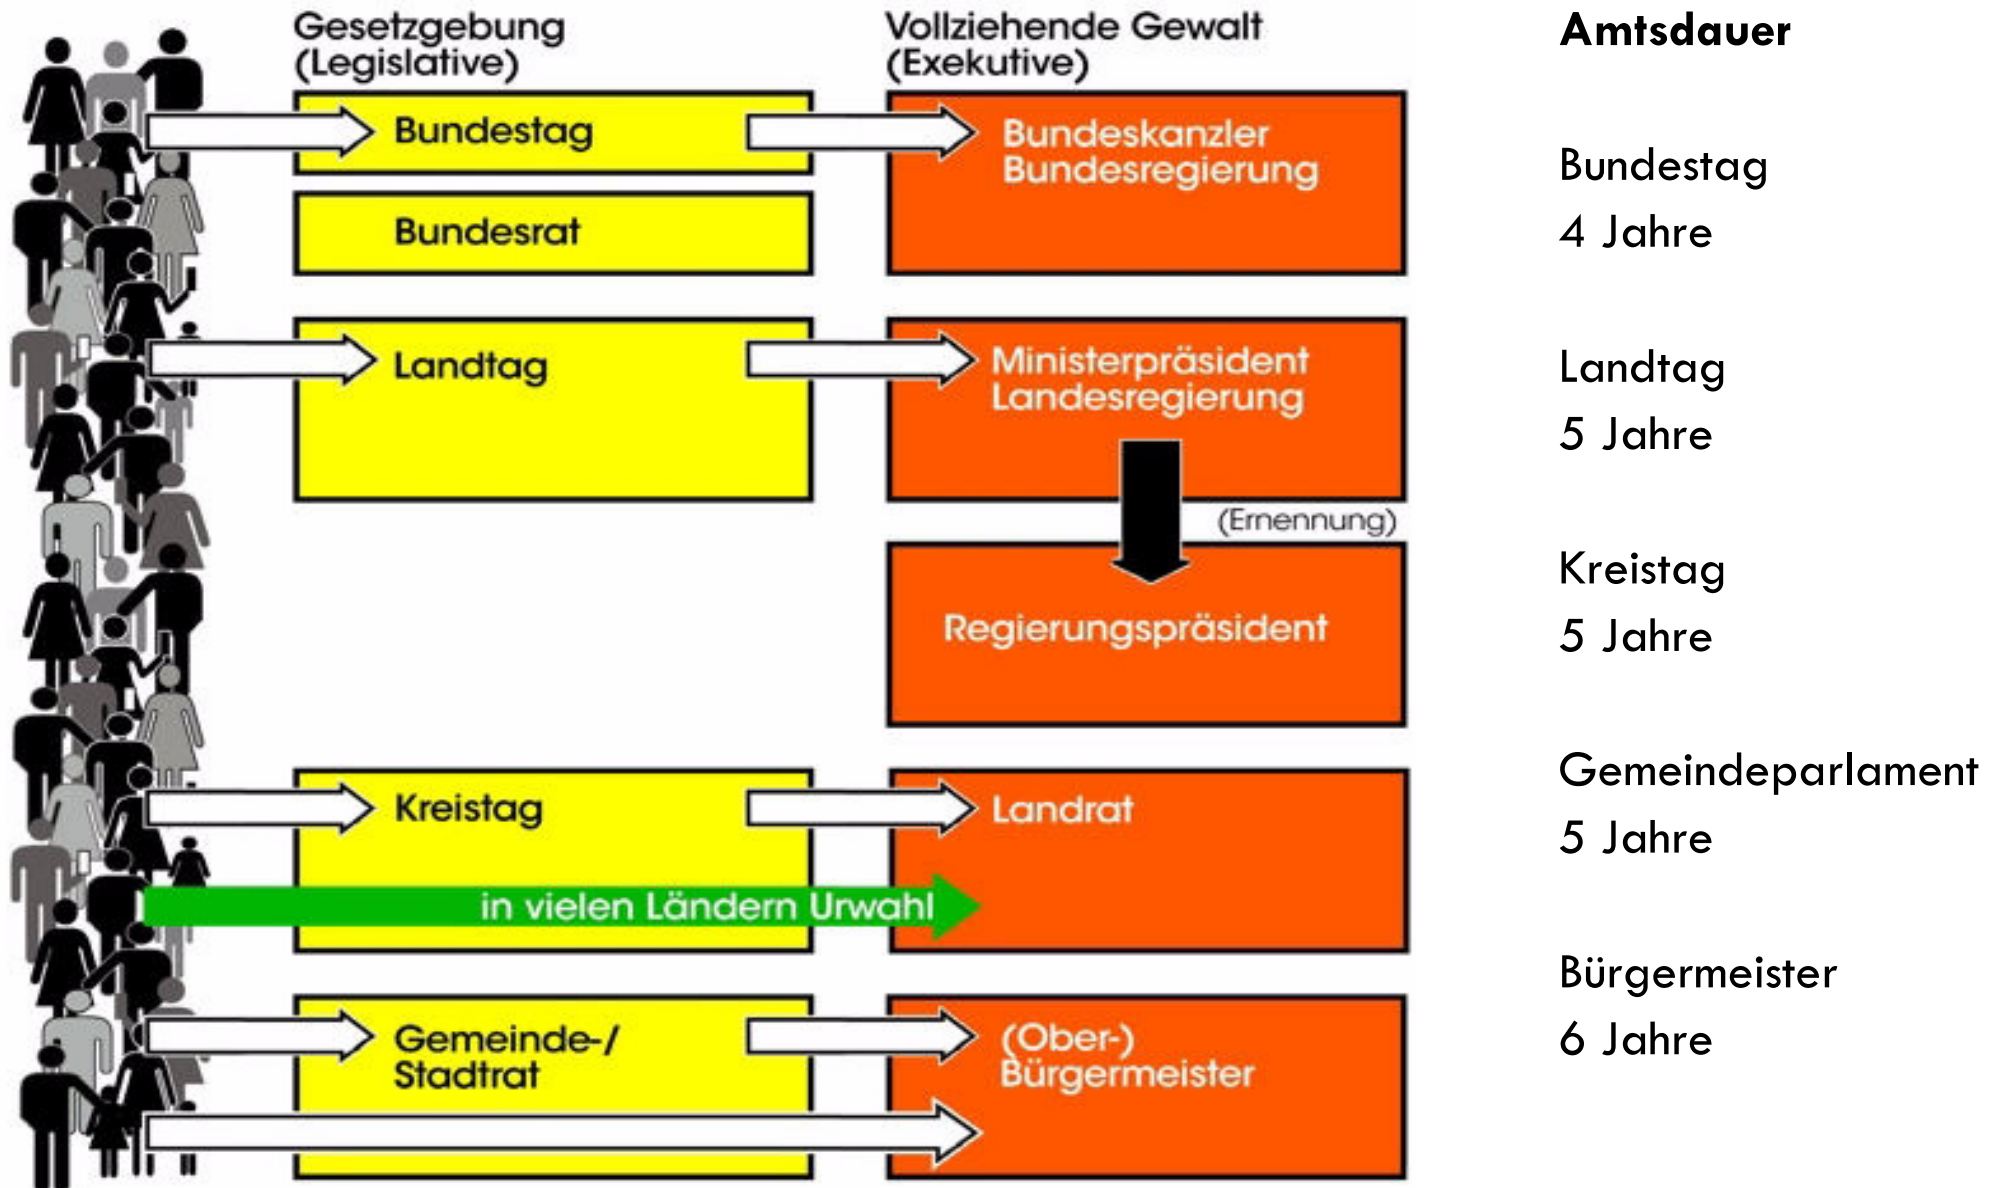 Gesetzgebung
(Legislative)
Vollziehende Gewalt
(Exekutive)
Bundestag
Bundeskanzler
Bundesregierung
Bundesrat
Landtag
Ministerpräsident
Landesregierung
(Ernennung)
Regierungspräsident
Kreistag
Landrat
in vielen Ländern Urwahl
Gemeinde-/
Stadtrat
(Ober-)
Bürgermeister
Amtsdauer
Bundestag
4 Jahre
Landtag
5 Jahre
Kreistag
5 Jahre
Gemeindeparlament
5 Jahre
Bürgermeister
6 Jahre